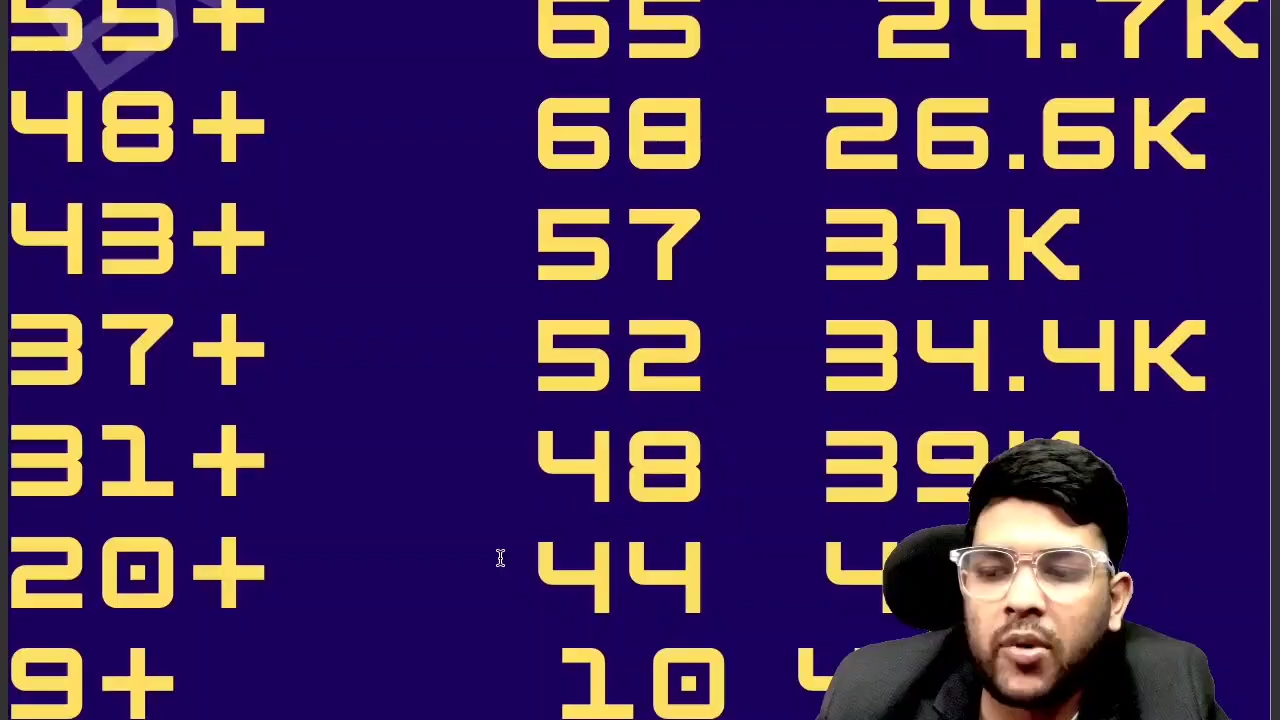 55+ 65 24.7K
48+ 68 26.6K
43+ 57 31K
37+ 52 34.4K
31+ 48 39K
20+ 44
9+ 10